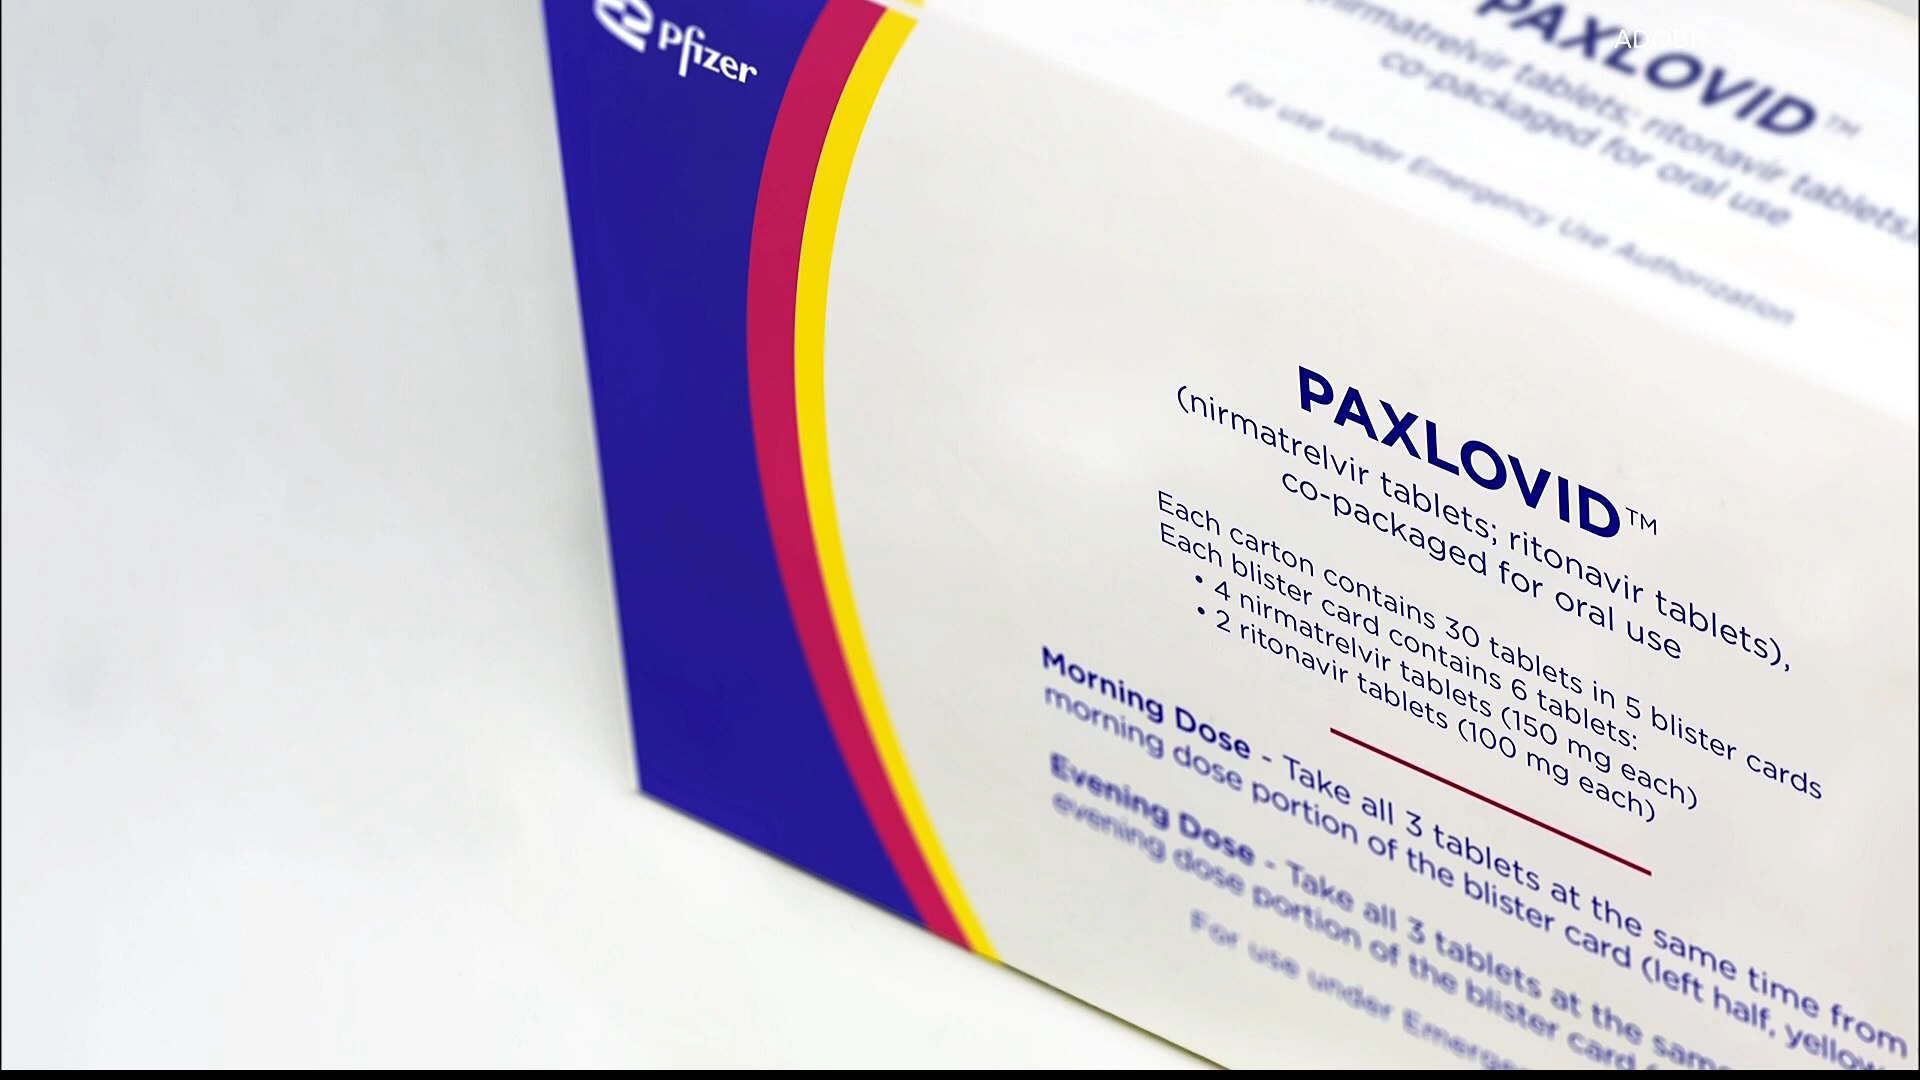 Pfizer
ADOBE
PAXLOVID™
(nirmatrelvir tablets; ritonavir tablets),
co-packaged for oral use
For use under Emergency Use Authorization
PAXLOVID™
(nirmatrelvir tablets; ritonavir tablets),
co-packaged for oral use
Each carton contains 30 tablets in 5 blister cards
Each blister card contains 6 tablets:
• 4 nirmatrelvir tablets (150 mg each)
• 2 ritonavir tablets (100 mg each)
Morning Dose - Take all 3 tablets at the same time from
morning dose portion of the blister card (left half, yellow
Evening Dose - Take all 3 tablets at the same
evening dose portion of the blister card
For use under